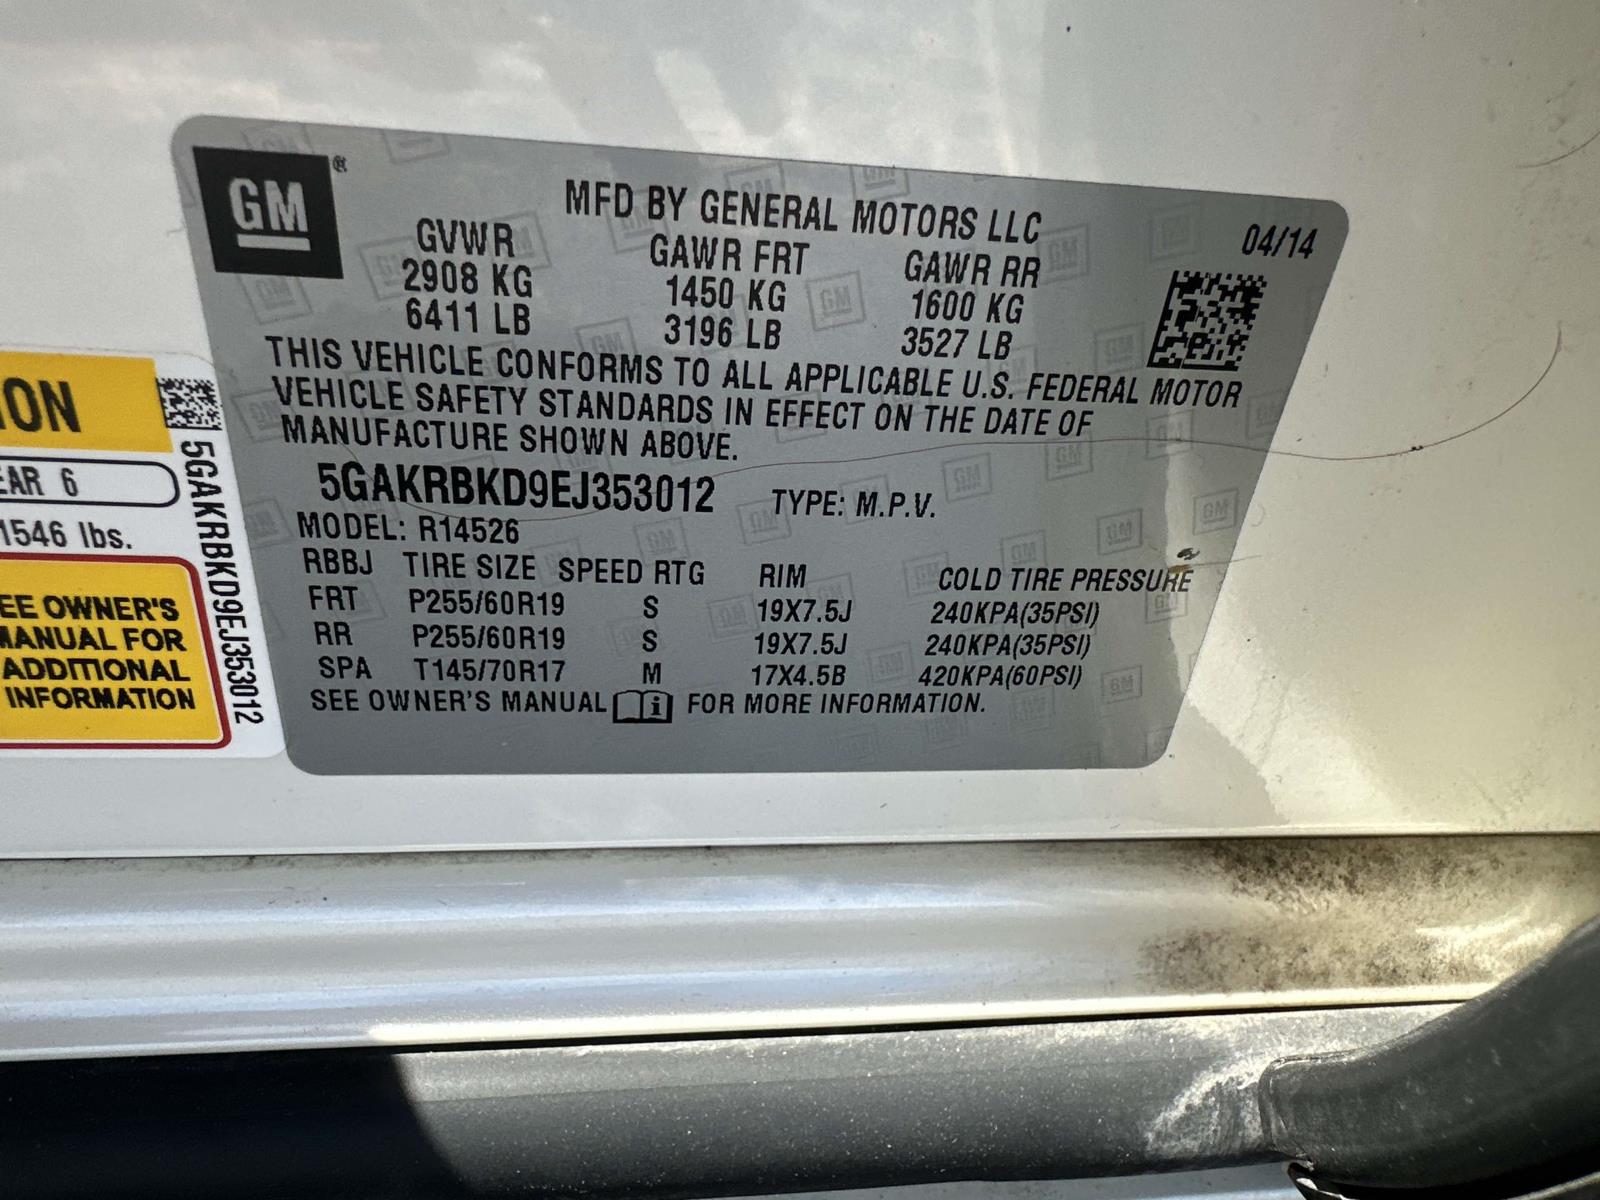 GM®
MFD BY GENERAL MOTORS LLC
04/14
GVWR GAWR FRT GAWR RR
2908 KG 1450 KG 1600 KG
6411 LB 3196 LB 3527 LB
THIS VEHICLE CONFORMS TO ALL APPLICABLE U.S. FEDERAL MOTOR
VEHICLE SAFETY STANDARDS IN EFFECT ON THE DATE OF
MANUFACTURE SHOWN ABOVE.
5GAKRBKD9EJ353012 TYPE: M.P.V.
MODEL: R14526
RBBJ TIRE SIZE SPEED RTG RIM COLD TIRE PRESSURE
FRT P255/60R19 S 19X7.5J 240KPA(35PSI)
RR P255/60R19 S 19X7.5J 240KPA(35PSI)
SPA T145/70R17 M 17X4.5B 420KPA(60PSI)
SEE OWNER'S MANUAL i FOR MORE INFORMATION.
ION
EAR 6
1546 lbs.
EE OWNER'S
MANUAL FOR
ADDITIONAL
INFORMATION
5GAKRBKD9EJ353012